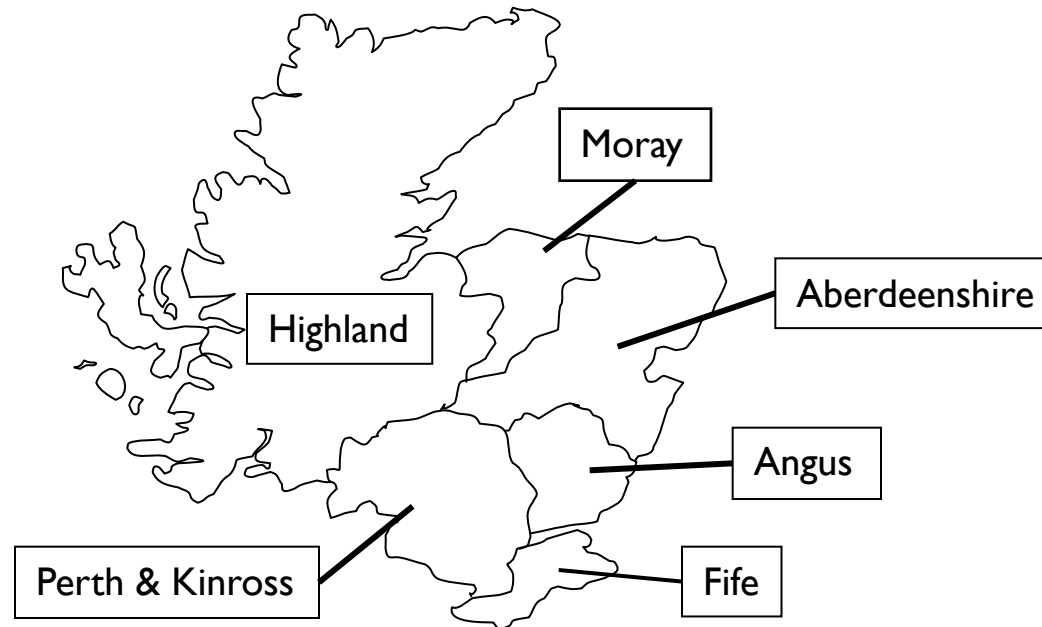 Moray
Aberdeenshire
Highland
Angus
Perth & Kinross
Fife